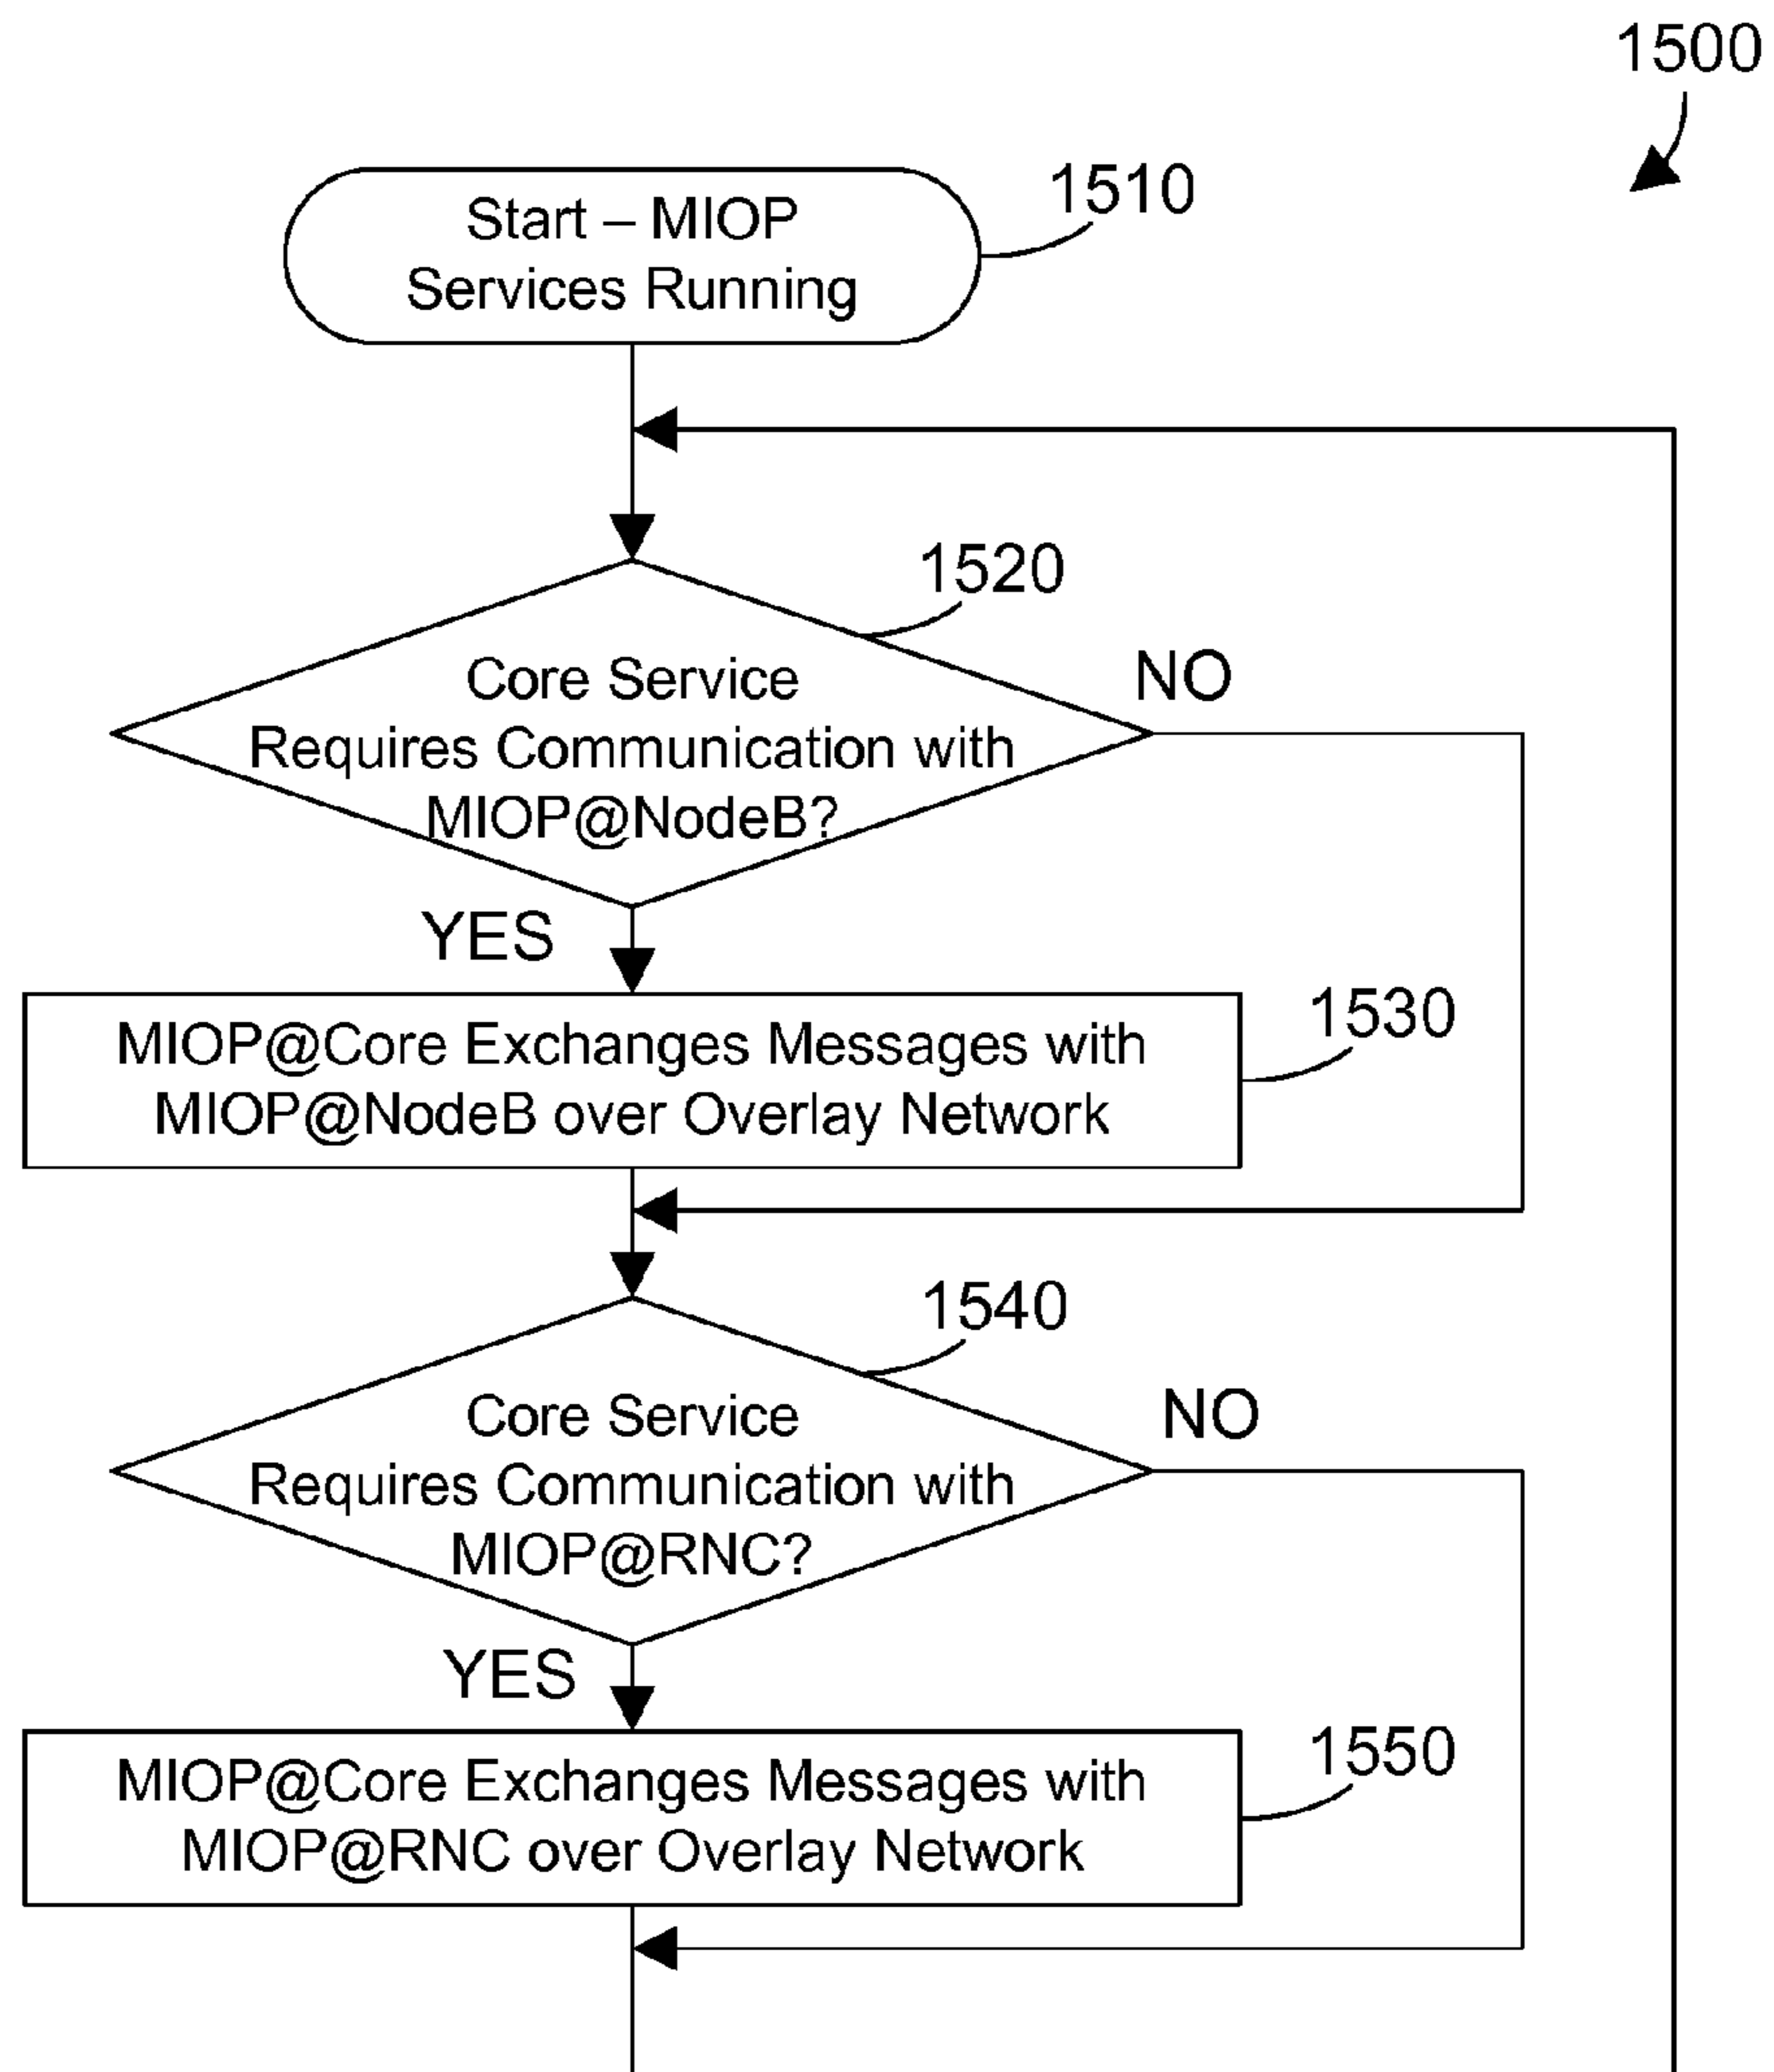 1500
Start – MIOP
Services Running
1510
1520
Core Service
Requires Communication with
MIOP@NodeB?
NO
YES
1530
MIOP@Core Exchanges Messages with
MIOP@NodeB over Overlay Network
1540
Core Service
Requires Communication with
MIOP@RNC?
NO
YES
1550
MIOP@Core Exchanges Messages with
MIOP@RNC over Overlay Network